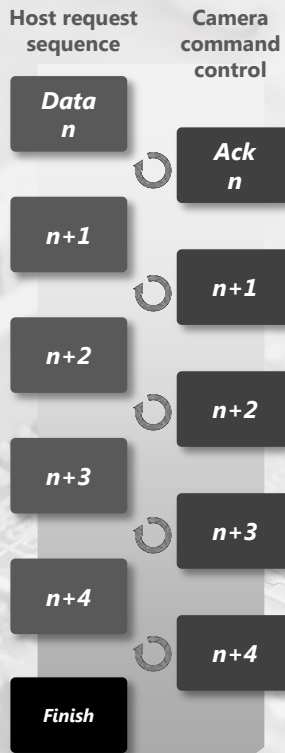 Host request
sequence
Camera
command
control
Data
n
Ack
n
n+1
n+1
n+2
n+2
n+3
n+3
n+4
n+4
Finish